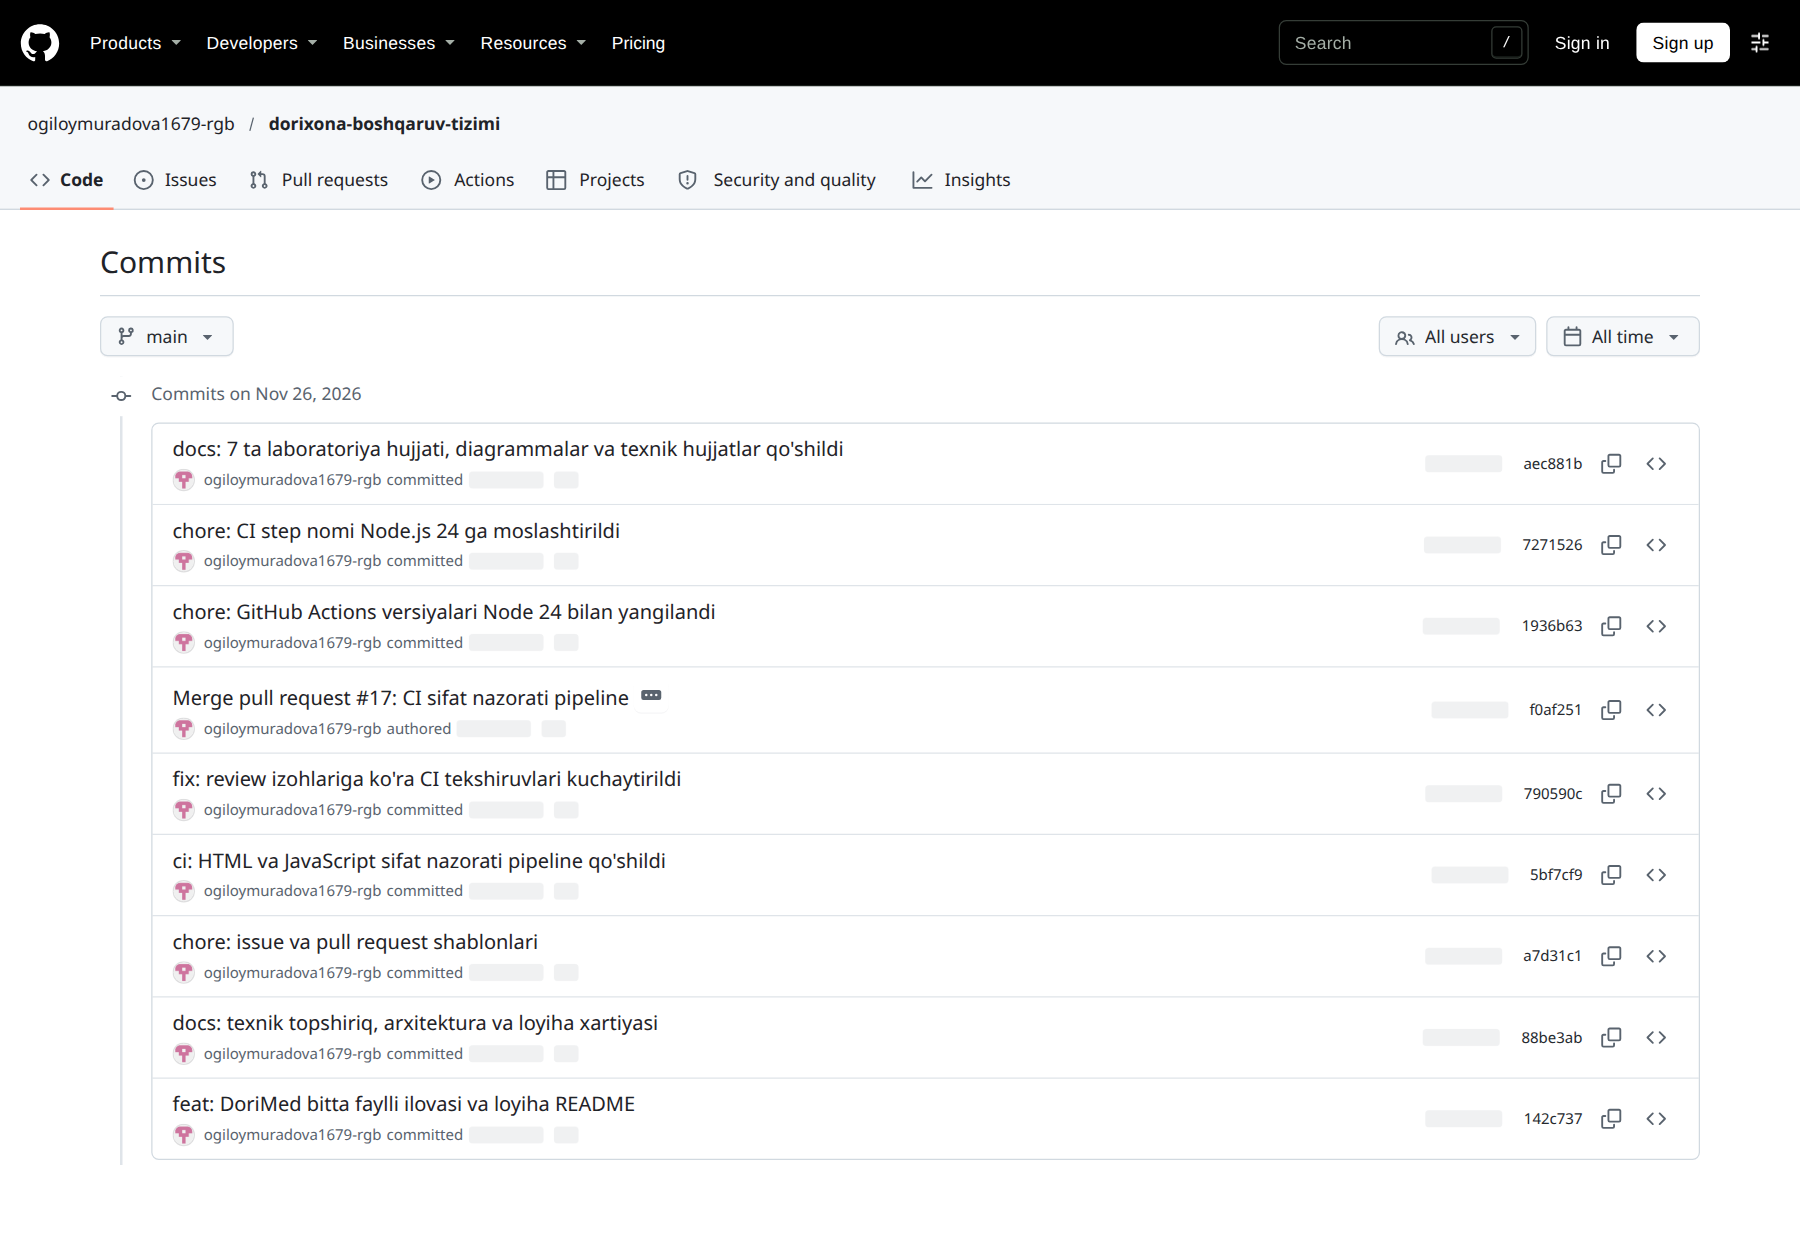 Products Developers Businesses Resources Pricing Search / Sign in Sign up
ogiloymuradova1679-rgb / dorixona-boshqaruv-tizimi
Code Issues Pull requests Actions Projects Security and quality Insights
Commits
main All users All time
Commits on Nov 26, 2026
docs: 7 ta laboratoriya hujjati, diagrammalar va texnik hujjatlar qo'shildi
ogiloymuradova1679-rgb committed
aec881b
chore: CI step nomi Node.js 24 ga moslashtirildi
ogiloymuradova1679-rgb committed
7271526
chore: GitHub Actions versiyalari Node 24 bilan yangilandi
ogiloymuradova1679-rgb committed
1936b63
Merge pull request #17: CI sifat nazorati pipeline
ogiloymuradova1679-rgb authored
f0af251
fix: review izohlariga ko'ra CI tekshiruvlari kuchaytirildi
ogiloymuradova1679-rgb committed
790590c
ci: HTML va JavaScript sifat nazorati pipeline qo'shildi
ogiloymuradova1679-rgb committed
5bf7cf9
chore: issue va pull request shablonlari
ogiloymuradova1679-rgb committed
a7d31c1
docs: texnik topshiriq, arxitektura va loyiha xartiyasi
ogiloymuradova1679-rgb committed
88be3ab
feat: DoriMed bitta faylli ilovasi va loyiha README
ogiloymuradova1679-rgb committed
142c737